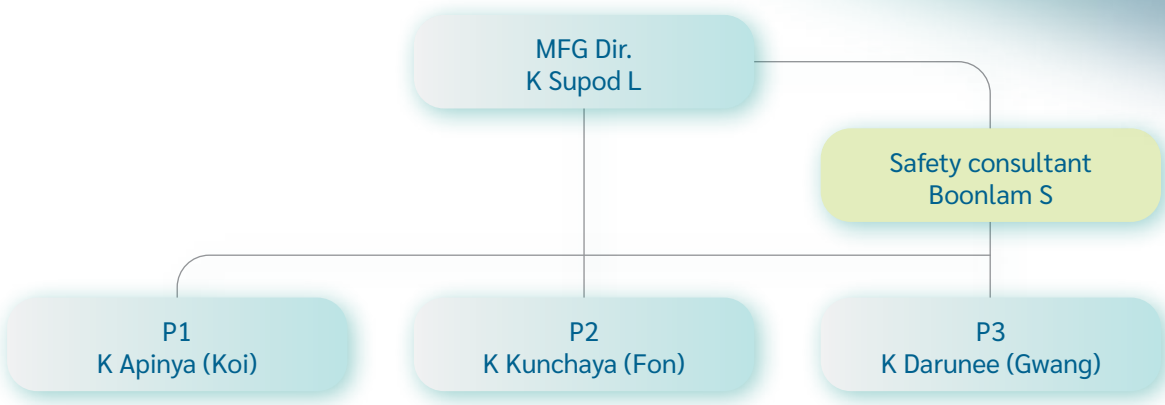 MFG Dir.
K Supod L
Safety consultant
Boonlam S
P1
K Apinya (Koi)
P2
K Kunchaya (Fon)
P3
K Darunee (Gwang)